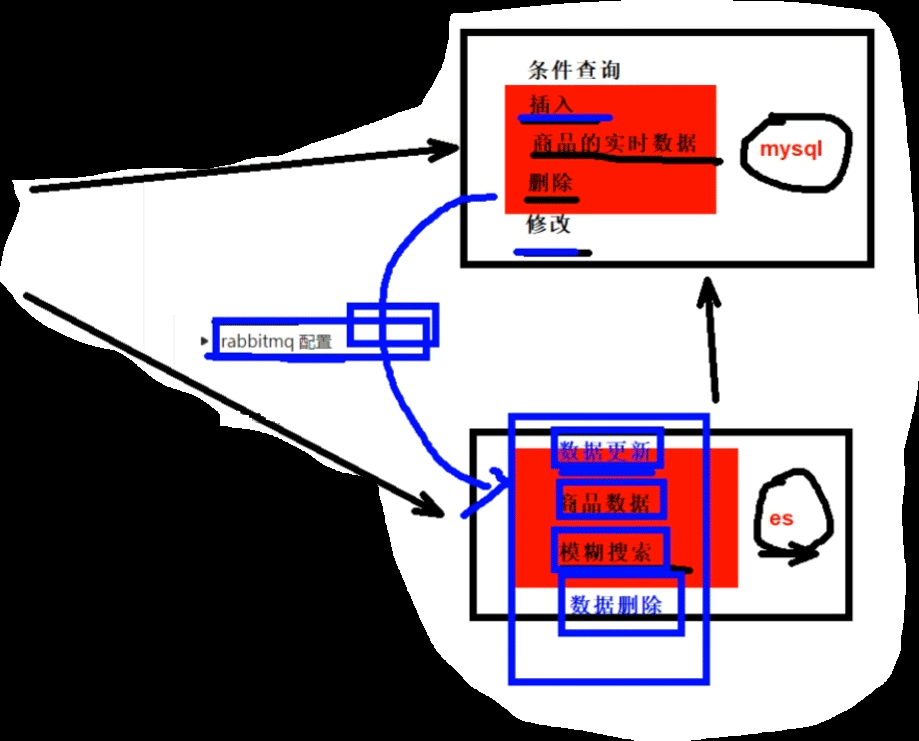 条件查询
插入
商品的实时数据
删除
修改
mysql
rabbitmq 配置
数据更新
商品数据
模糊搜索
数据删除
es